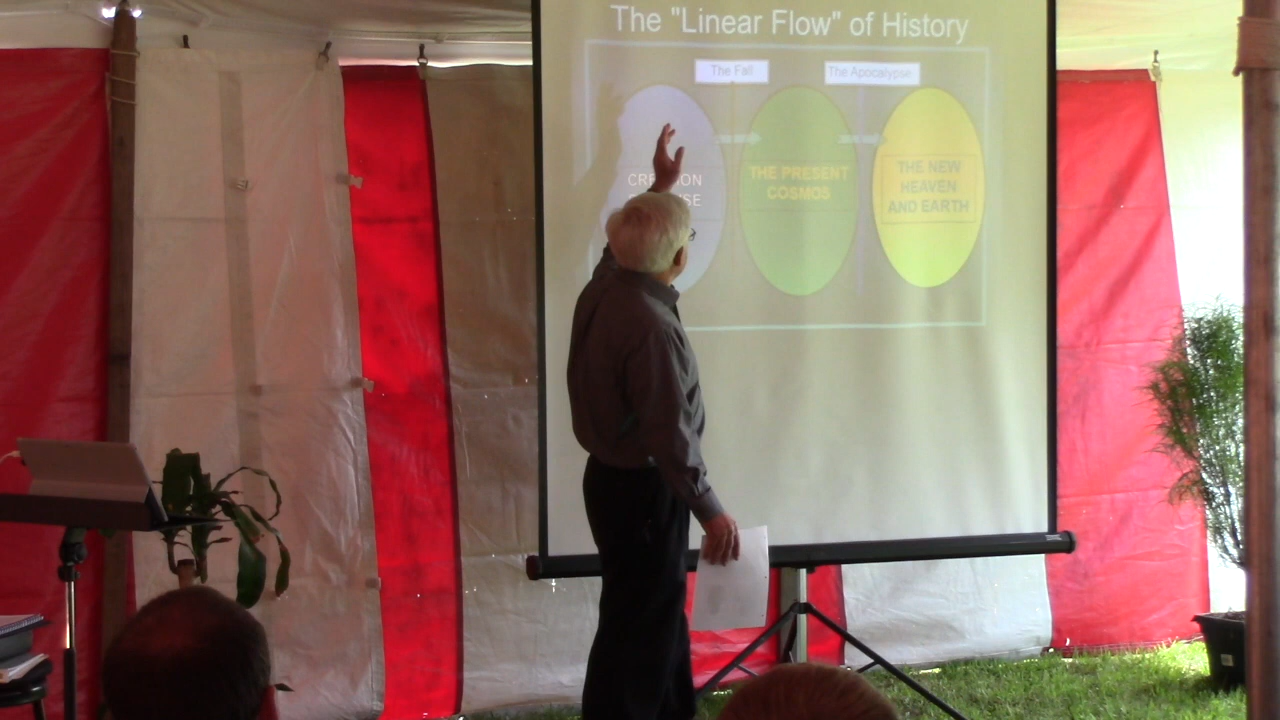 The "Linear Flow" of History
The Fall
The Apocalypse
THE PRESENT
COSMOS
THE NEW
HEAVEN
AND EARTH